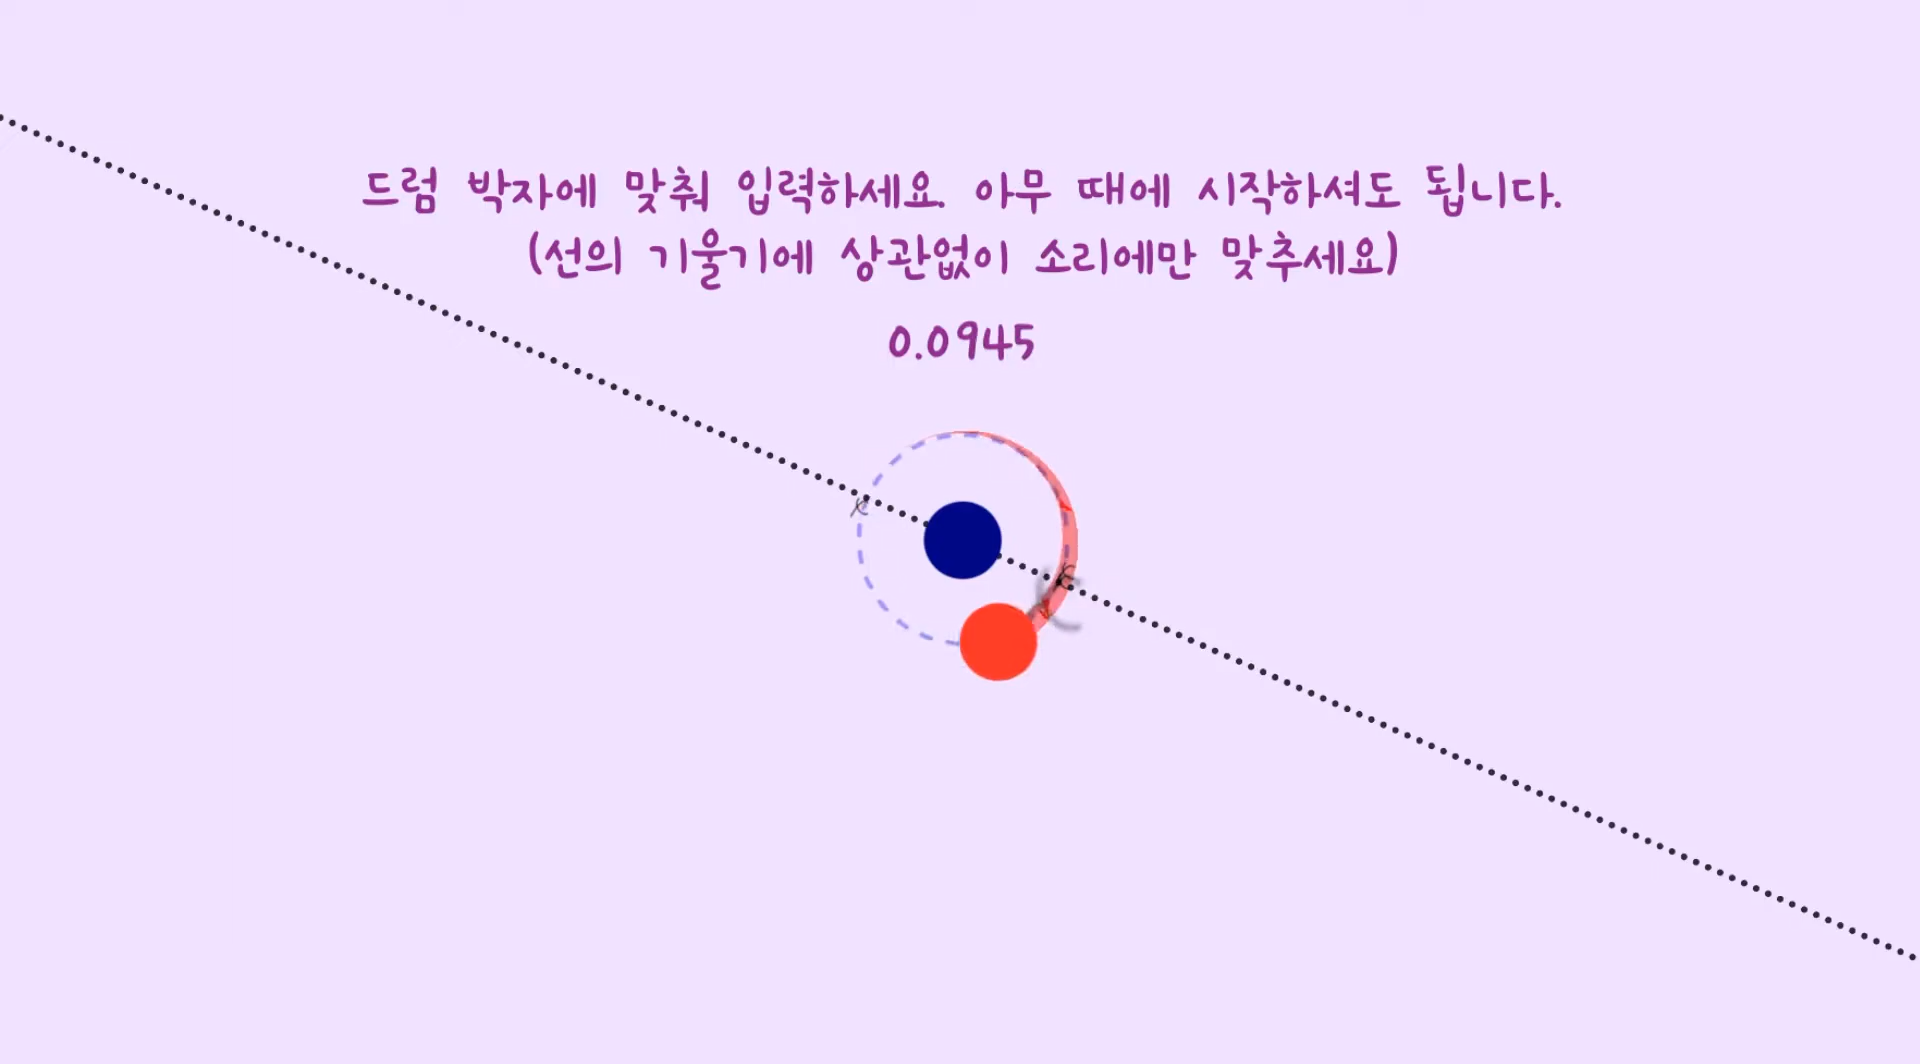 드럼 박자에 맞춰 입력하세요. 아무 때에 시작하셔도 됩니다.
(선의 기울기에 상관없이 소리에만 맞추세요)
0.0945